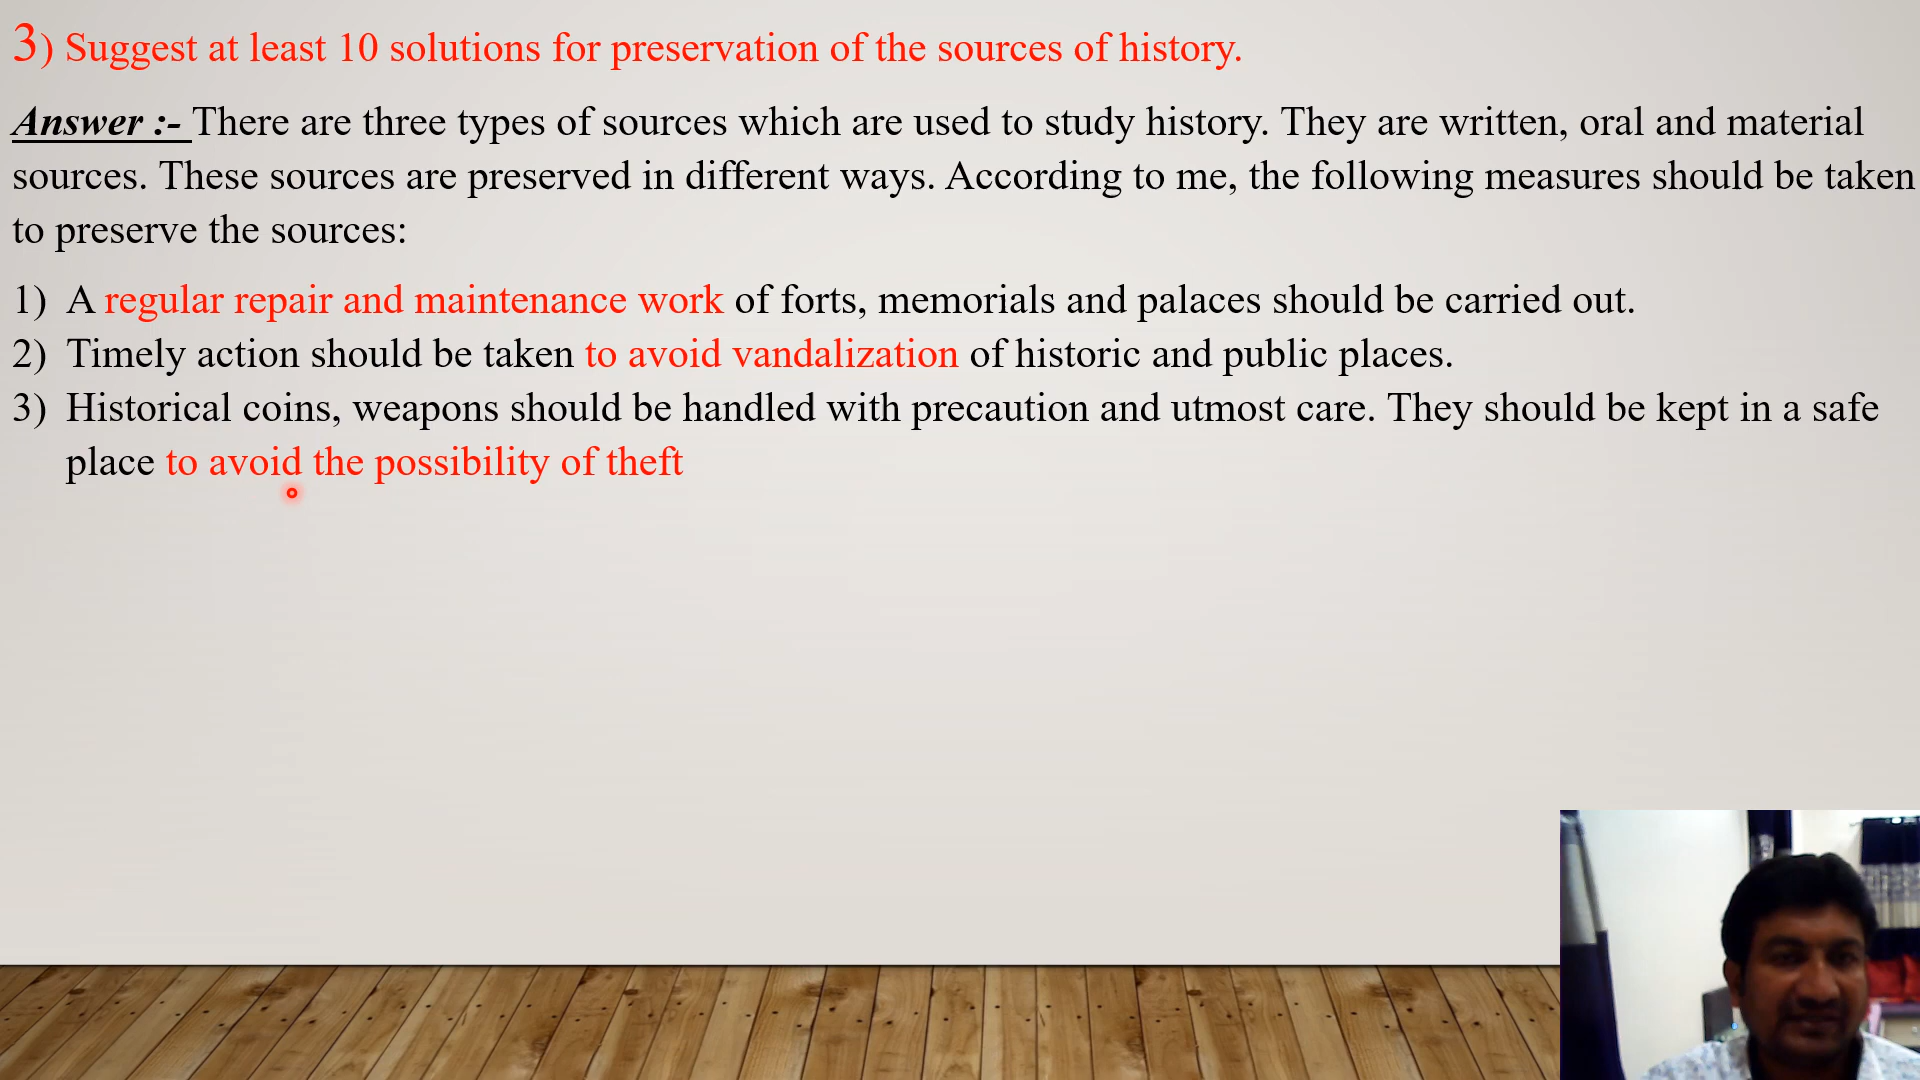 3) Suggest at least 10 solutions for preservation of the sources of history.
Answer :- There are three types of sources which are used to study history. They are written, oral and material
sources. These sources are preserved in different ways. According to me, the following measures should be taken
to preserve the sources:
1) A regular repair and maintenance work of forts, memorials and palaces should be carried out.
2) Timely action should be taken to avoid vandalization of historic and public places.
3) Historical coins, weapons should be handled with precaution and utmost care. They should be kept in a safe
place to avoid the possibility of theft